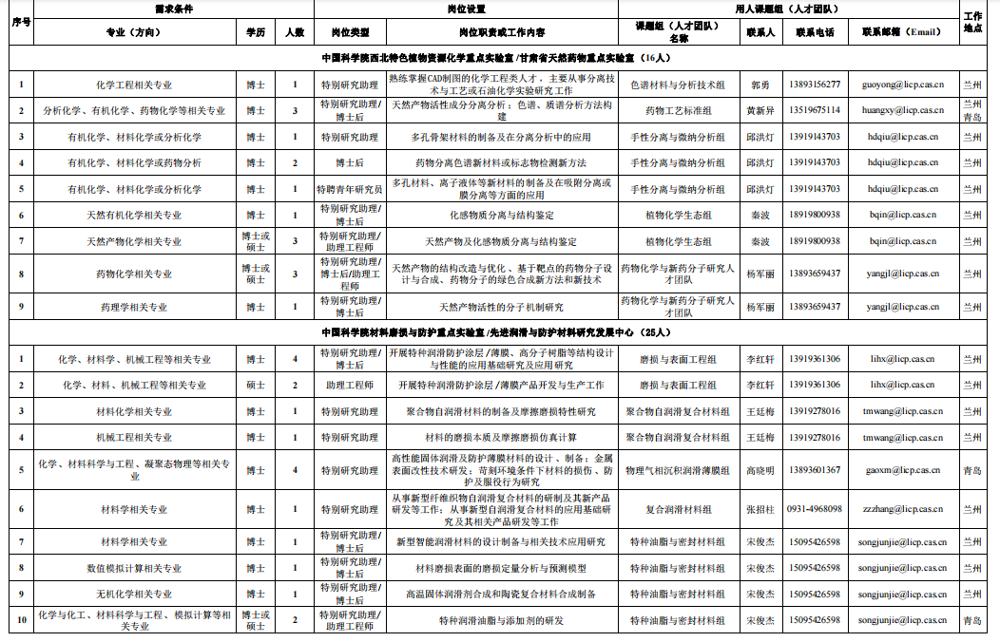 序号 需求条件 岗位设置 用人课题组（人才团队） 工作地点
专业（方向） 学历 人数 岗位类型 岗位职责或工作内容 课题组（人才团队）名称 联系人 联系电话 联系邮箱（Email）
中国科学院西北特色植物资源化学重点实验室/甘肃省天然药物重点实验室（16人）
1 化学工程相关专业 博士 1 特别研究助理 熟练掌握CAD制图的化学工程类人才，主要从事分离技术与工艺或石油化学实验研究工作 色谱材料与分析技术组 郭勇 13893156277 guoyong@licp.cas.cn 兰州
2 分析化学、有机化学、药物化学等相关专业 博士 3 特别研究助理/博士后 天然产物活性成分分离分析；色谱、质谱分析方法构建 药物工艺标准组 黄新异 13519675114 huangxy@licp.cas.cn 兰州 青岛
3 有机化学、材料化学或分析化学 博士 1 特别研究助理 多孔骨架材料的制备及在分离分析中的应用 手性分离与微纳分析组 邱洪灯 13919143703 hdqiu@licp.cas.cn 兰州
4 有机化学、材料化学或药物分析 博士 2 博士后 药物分离色谱新材料或标志物检测新方法 手性分离与微纳分析组 邱洪灯 13919143703 hdqiu@licp.cas.cn 兰州
5 有机化学、材料化学或分析化学 博士 1 特聘青年研究员 多孔材料、离子液体等新材料的制备及在吸附分离或膜分离等方面的应用 手性分离与微纳分析组 邱洪灯 13919143703 hdqiu@licp.cas.cn 兰州
6 天然有机化学相关专业 博士 1 特别研究助理/博士后 化感物质分离与结构鉴定 植物化学生态组 秦波 18919800938 bqin@licp.cas.cn 兰州
7 天然产物化学相关专业 博士或硕士 3 特别研究助理/助理工程师 天然产物及化感物质分离与结构鉴定 植物化学生态组 秦波 18919800938 bqin@licp.cas.cn 兰州
8 药物化学相关专业 博士或硕士 3 特别研究助理/博士后/助理工程师 天然产物的结构改造与优化、基于靶点的药物分子设计与合成、药物分子的绿色合成新方法和新技术 药物化学与新药分子研究人才团队 杨军丽 13893659437 yangjl@licp.cas.cn 兰州
9 药理学相关专业 博士 1 特别研究助理/博士后 天然产物活性的分子机制研究 药物化学与新药分子研究人才团队 杨军丽 13893659437 yangjl@licp.cas.cn 兰州
中国科学院材料磨损与防护重点实验室/先进润滑与防护材料研究发展中心（25人）
1 化学、材料学、机械工程等相关专业 博士 4 特别研究助理/博士后 开展特种润滑防护涂层/薄膜、高分子树脂等结构设计与性能的应用基础研究及应用研究 磨损与表面工程组 李红轩 13919361306 lihx@licp.cas.cn 兰州
2 化学、材料、机械工程等相关专业 硕士 2 助理工程师 开展特种润滑防护涂层/薄膜产品开发与生产工作 磨损与表面工程组 李红轩 13919361306 lihx@licp.cas.cn 兰州
3 材料化学相关专业 博士 1 特别研究助理 聚合物自润滑材料的制备及摩擦磨损特性研究 聚合物自润滑复合材料组 王廷梅 13919278016 tmwang@licp.cas.cn 兰州
4 机械工程相关专业 博士 1 特别研究助理 材料的磨损本质及摩擦磨损仿真计算 聚合物自润滑复合材料组 王廷梅 13919278016 tmwang@licp.cas.cn 兰州
5 化学、材料科学与工程、凝聚态物理等相关专业 博士 4 特别研究助理 高性能固体润滑及防护薄膜材料的设计、制备；金属表面改性技术研发；苛刻环境条件下材料的损伤、防护及服役行为研究 物理气相沉积润滑薄膜组 高晓明 13893601367 gaoxm@licp.cas.cn 青岛
6 材料学相关专业 博士 1 特别研究助理 从事新型纤维织物自润滑复合材料的研制及其新产品研发等工作；从事新型自润滑复合材料的应用基础研究及其相关产品研发等工作 复合润滑材料组 张招柱 0931-4968098 zzzhang@licp.cas.cn 兰州
7 材料学相关专业 博士 1 特别研究助理/博士后 新型智能润滑材料的设计制备与相关技术应用研究 特种油脂与密封材料组 宋俊杰 15095426598 songjunjie@licp.cas.cn 兰州
8 数值模拟计算相关专业 博士 1 特别研究助理/博士后 材料磨损表面的磨损定量分析与预测模型 特种油脂与密封材料组 宋俊杰 15095426598 songjunjie@licp.cas.cn 兰州
9 无机化学相关专业 博士 1 特别研究助理/博士后 高温固体润滑剂合成和陶瓷复合材料合成制备 特种油脂与密封材料组 宋俊杰 15095426598 songjunjie@licp.cas.cn 兰州
10 化学与化工、材料科学与工程、模拟计算等相关专业 博士或硕士 2 特别研究助理/助理工程师 特种润滑油脂与添加剂的研发 特种油脂与密封材料组 宋俊杰 15095426598 songjunjie@licp.cas.cn 青岛